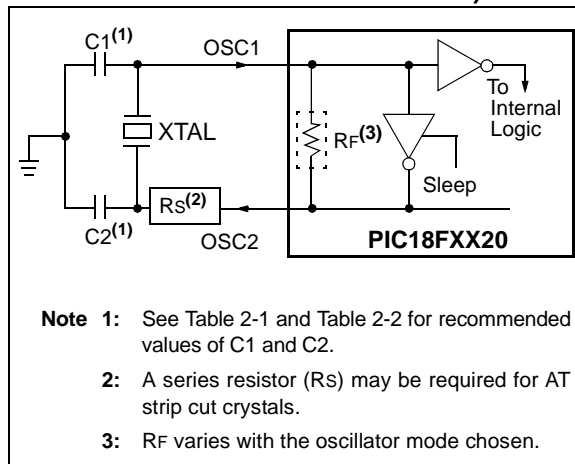 C1(1)
OSC1
To
Internal
Logic
XTAL
RF(3)
Sleep
C2(1)
RS(2)
OSC2
PIC18FXX20
Note 1: See Table 2-1 and Table 2-2 for recommended
values of C1 and C2.
2: A series resistor (RS) may be required for AT
strip cut crystals.
3: RF varies with the oscillator mode chosen.